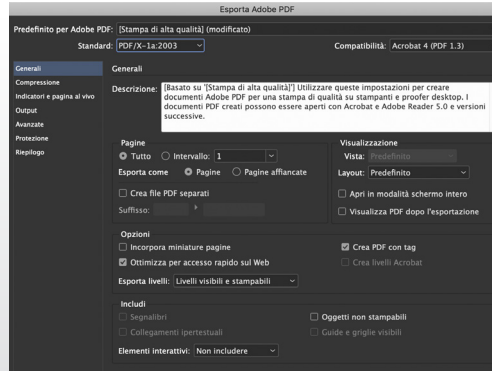 Esporta Adobe PDF
Predefinito per Adobe PDF: [Stampa di alta qualità] (modificato)
Standard: PDF/X-1a:2003 Compatibilità: Acrobat 4 (PDF 1.3)
Generali
Compressione
Indicatori e pagina al vivo
Output
Avanzate
Protezione
Riepilogo
Generali
Descrizione: [Basato su '[Stampa di alta qualità]'] Utilizzare queste impostazioni per creare
documenti Adobe PDF per una stampa di qualità su stampanti e proofer desktop. I
documenti PDF creati possono essere aperti con Acrobat e Adobe Reader 5.0 e versioni
successive.
Pagine
Tutto Intervallo: 1
Esporta come Pagine Pagine affiancate
Crea file PDF separati
Suffisso:
Visualizzazione
Vista: Predefinito
Layout: Predefinito
Apri in modalità schermo intero
Visualizza PDF dopo l'esportazione
Opzioni
Incorpora miniature pagine Crea PDF con tag
Ottimizza per accesso rapido sul Web Crea livelli Acrobat
Esporta livelli: Livelli visibili e stampabili
Includi
Segnalibri Oggetti non stampabili
Collegamenti ipertestuali Guide e griglie visibili
Elementi interattivi: Non includere